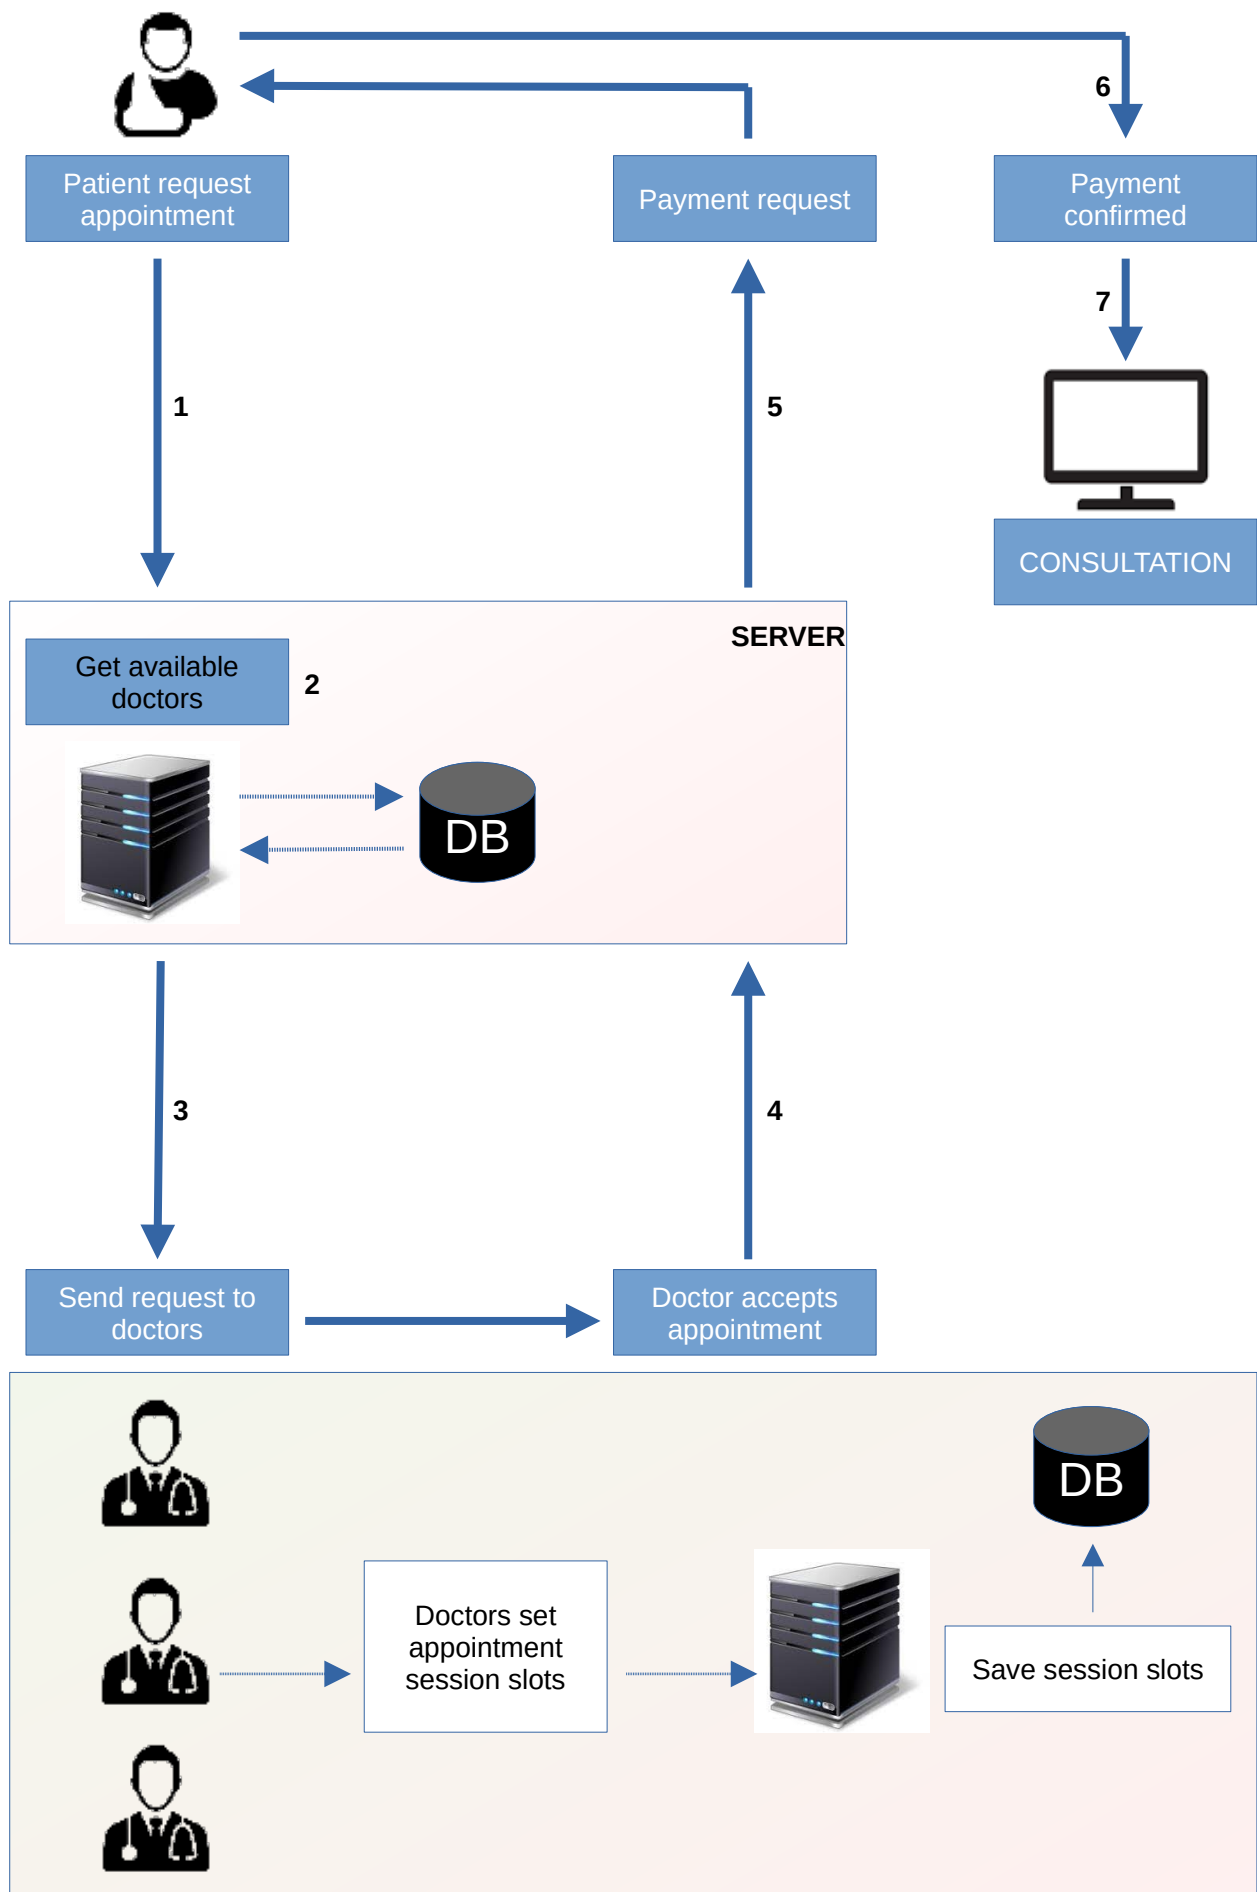 6
Patient request
appointment
Payment request
Payment
confirmed
7
1
5
CONSULTATION
SERVER
Get available
doctors
2
DB
3
4
Send request to
doctors
Doctor accepts
appointment
DB
Doctors set
appointment
session slots
Save session slots